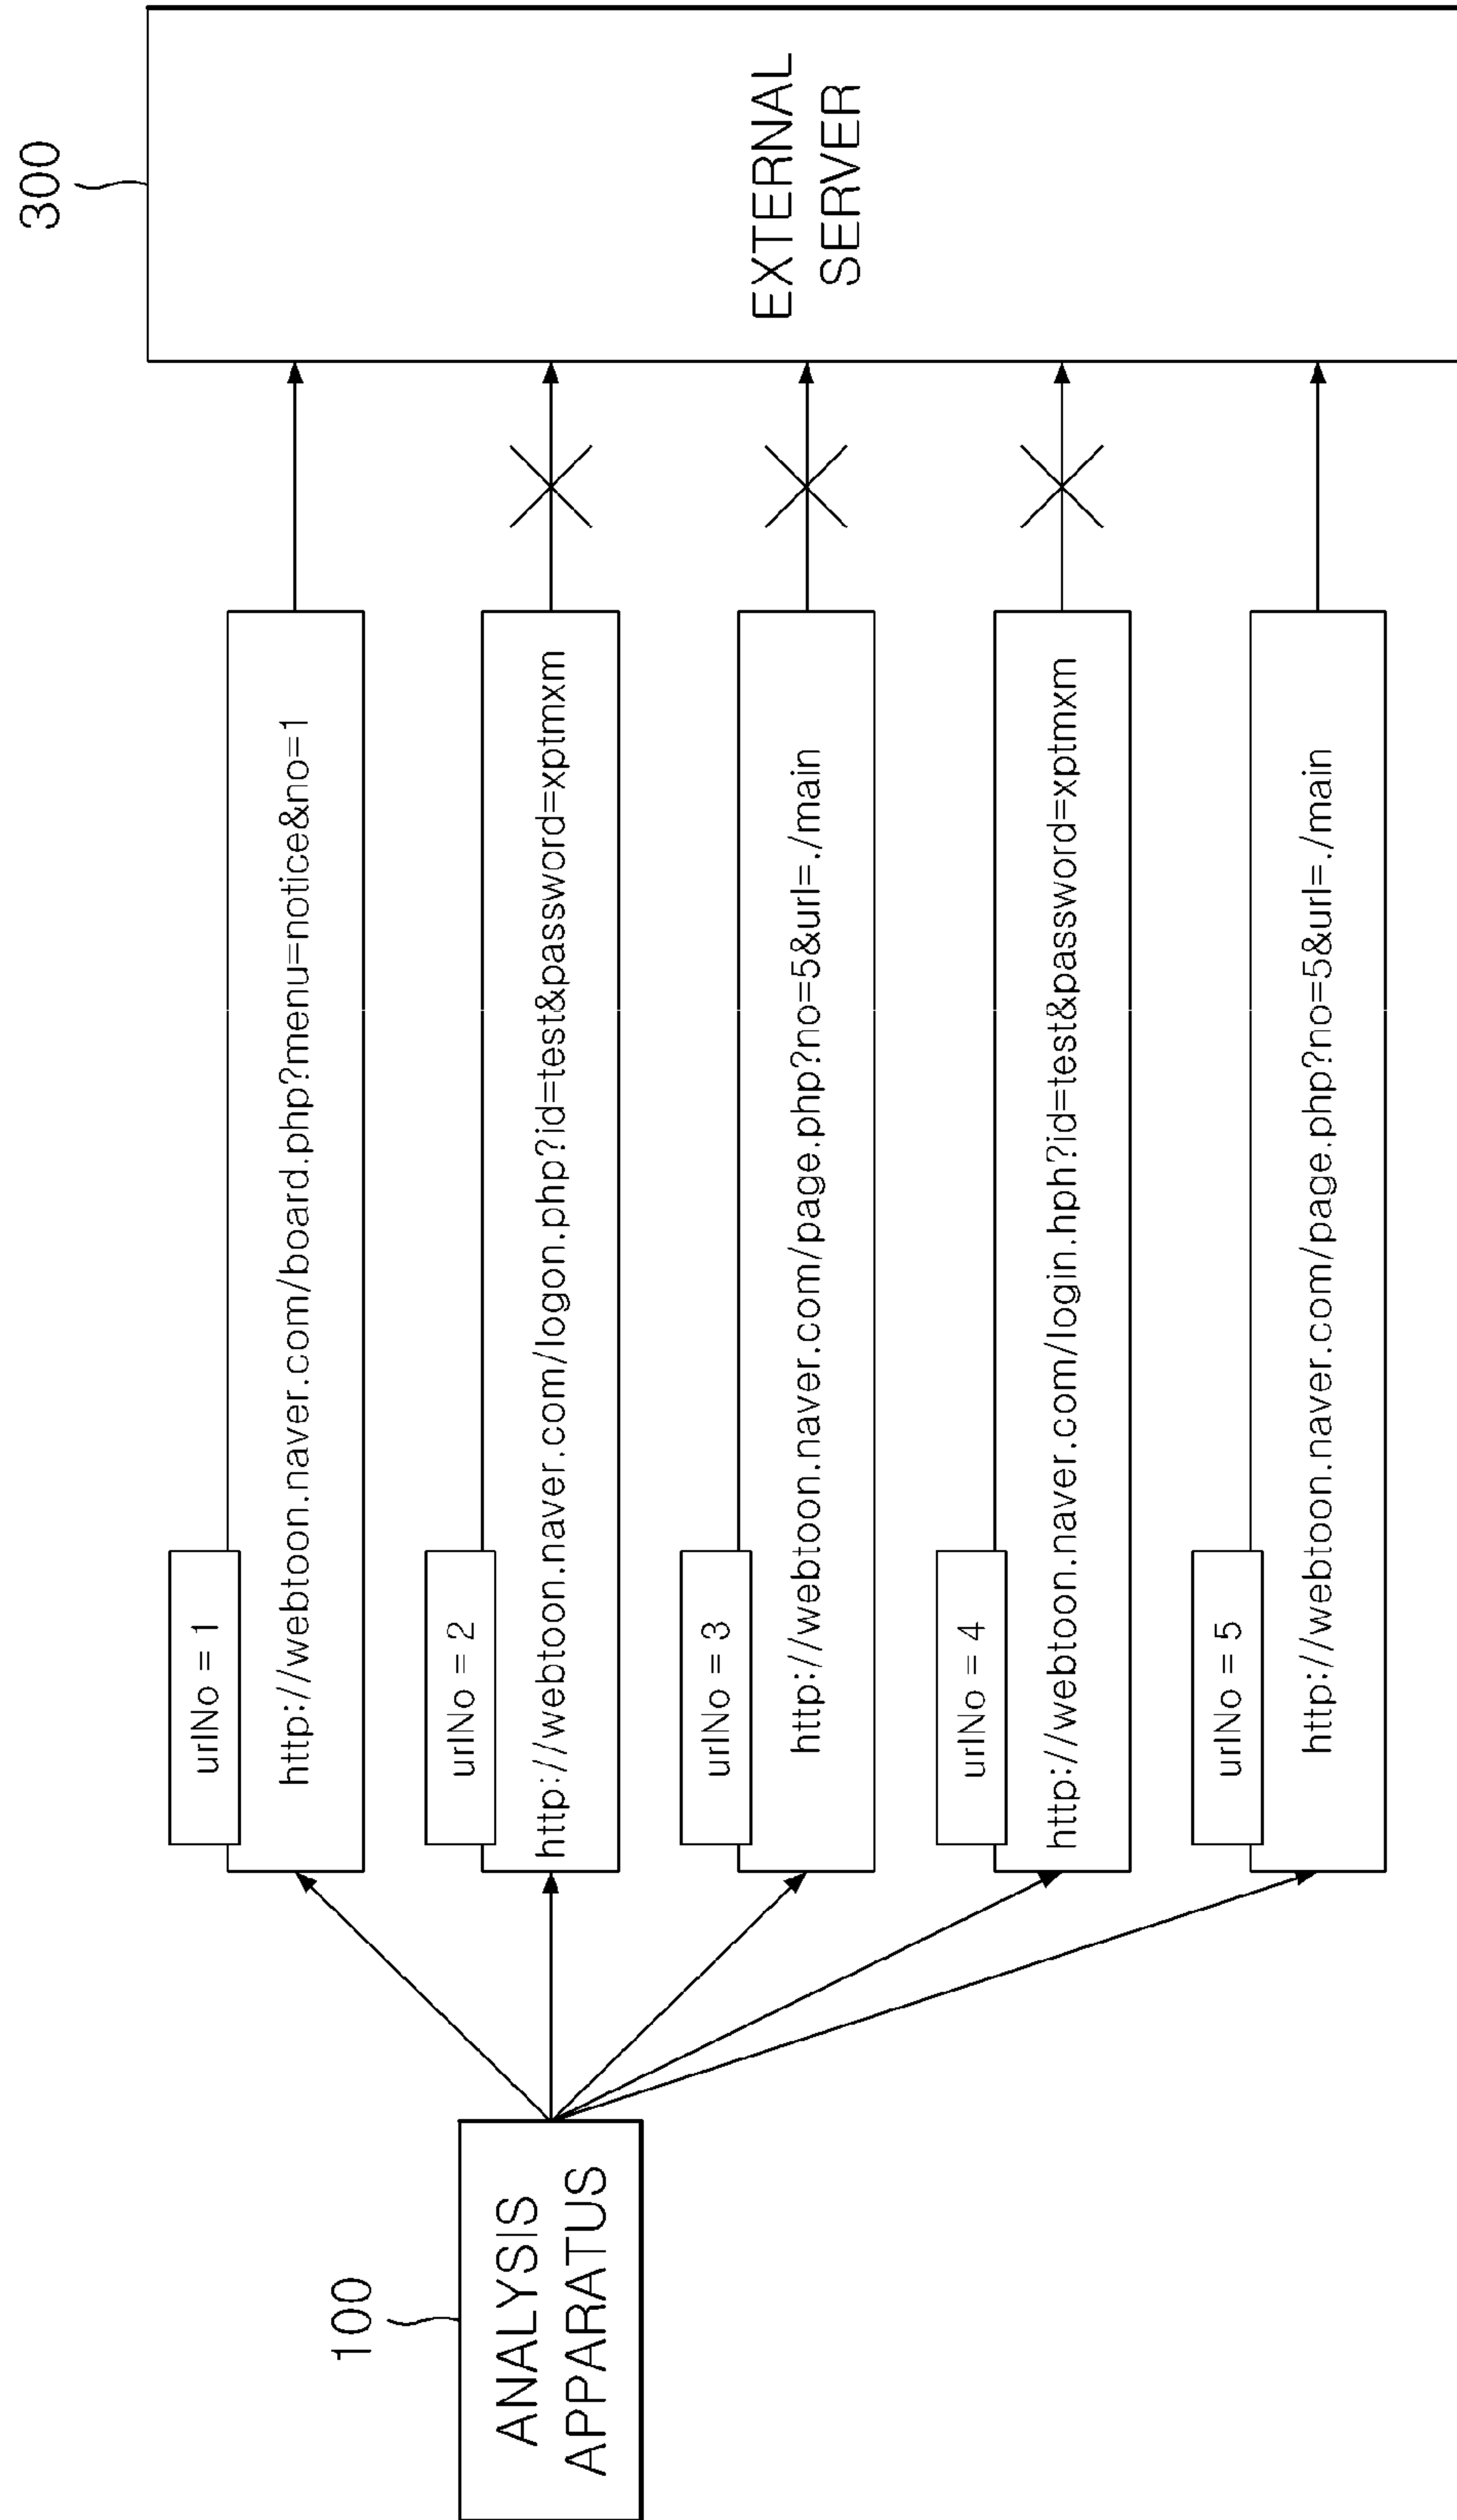 100
ANALYSIS
APPARATUS
urlNo = 1
http://webtoon.naver.com/board.php?menu=notice&no=1
urlNo = 2
http://webtoon.naver.com/logon.php?id=test&password=xptmxm
urlNo = 3
http://webtoon.naver.com/page.php?no=5&url=./main
urlNo = 4
http://webtoon.naver.com/login.hph?id=test&password=xptmxm
urlNo = 5
http://webtoon.naver.com/page.php?no=5&url=./main
300
EXTERNAL
SERVER